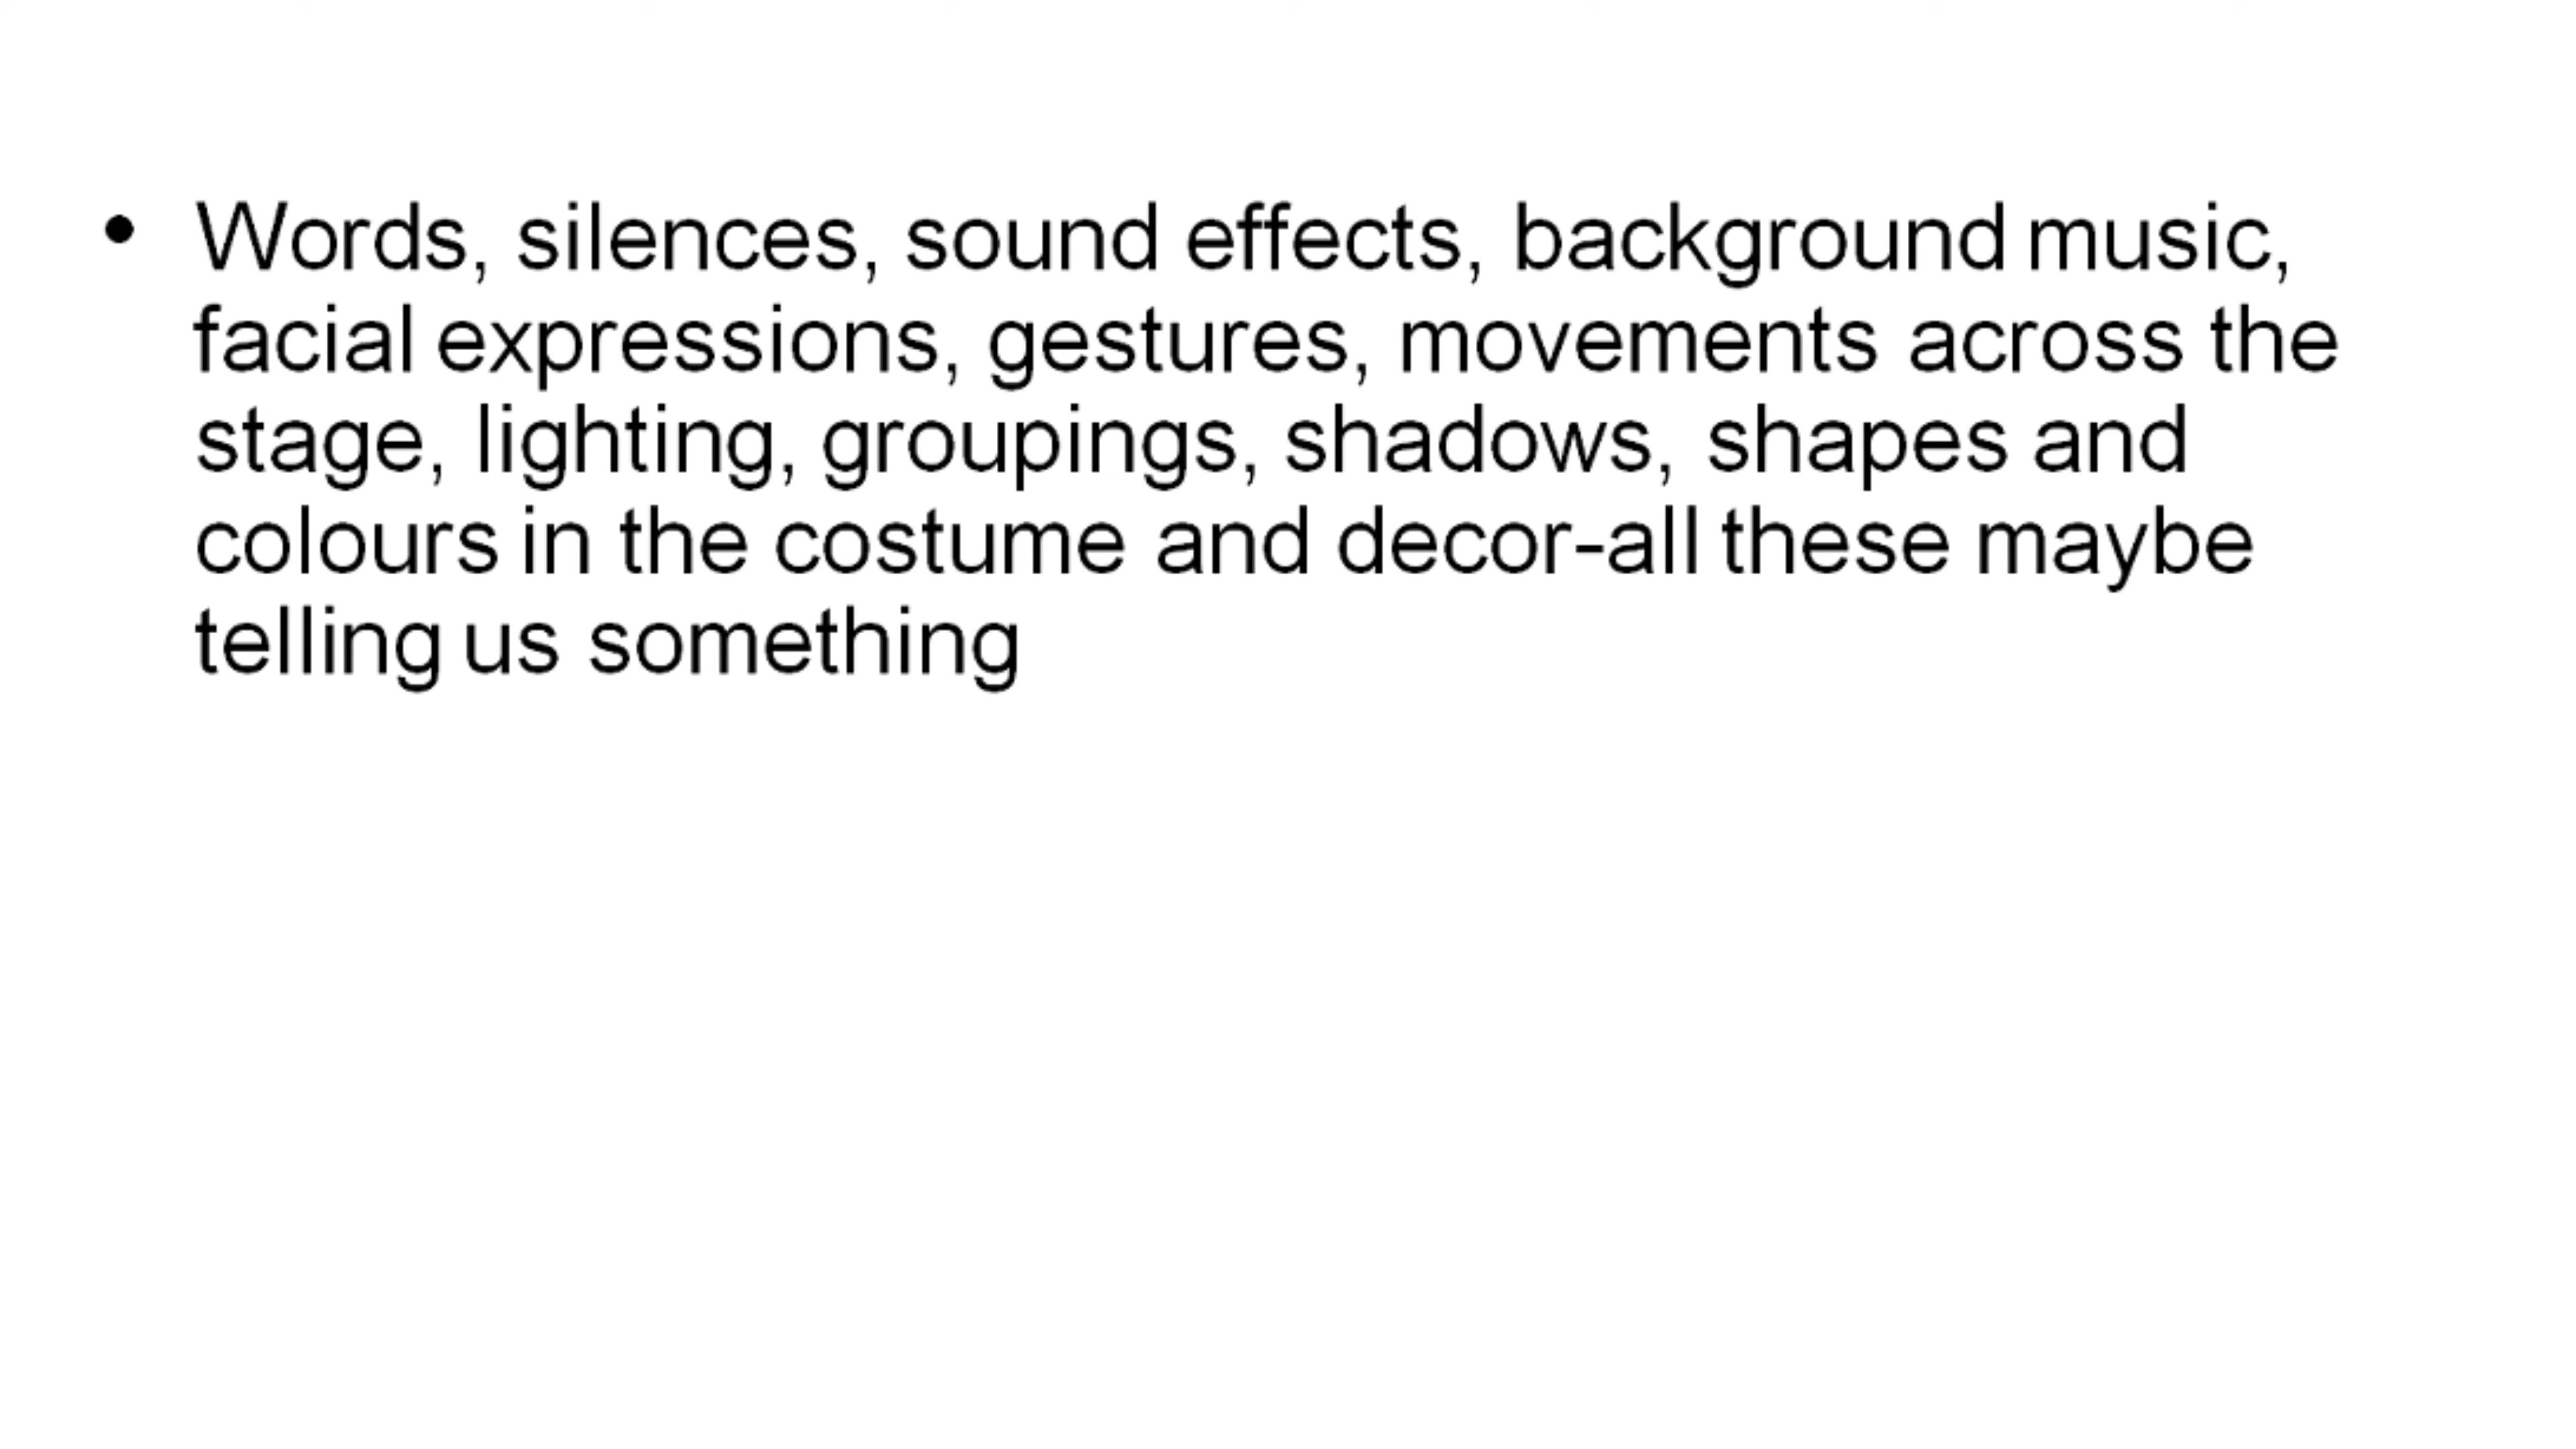 • Words, silences, sound effects, background music,
facial expressions, gestures, movements across the
stage, lighting, groupings, shadows, shapes and
colours in the costume and decor-all these maybe
telling us something